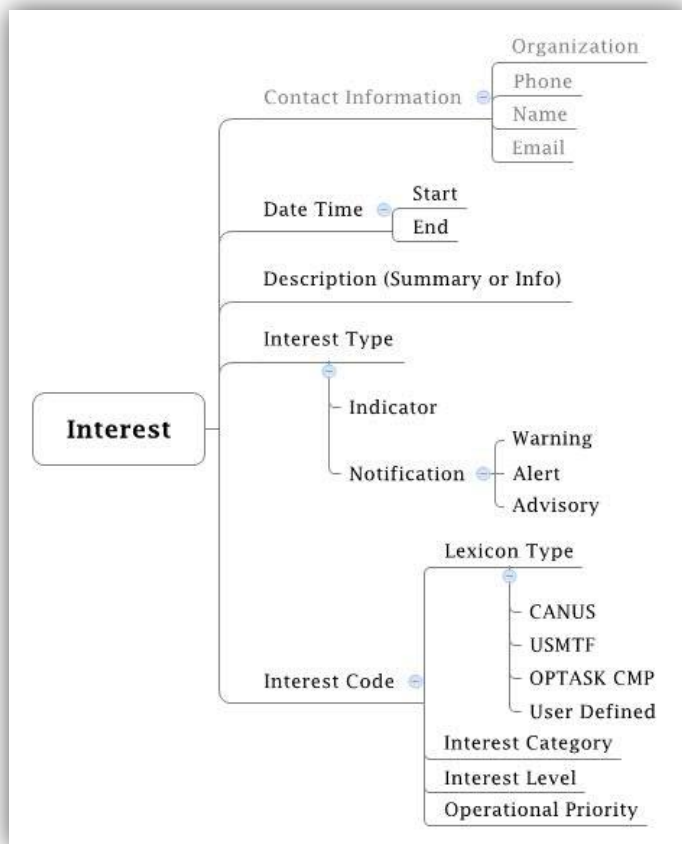 Organization
Phone
Contact Information
Name
Email
Start
Date Time
End
Description (Summary or Info)
Interest Type
Indicator
Interest
Warning
Notification
Alert
Advisory
Lexicon Type
CANUS
USMTF
OPTASK CMP
Interest Code
User Defined
Interest Category
Interest Level
Operational Priority